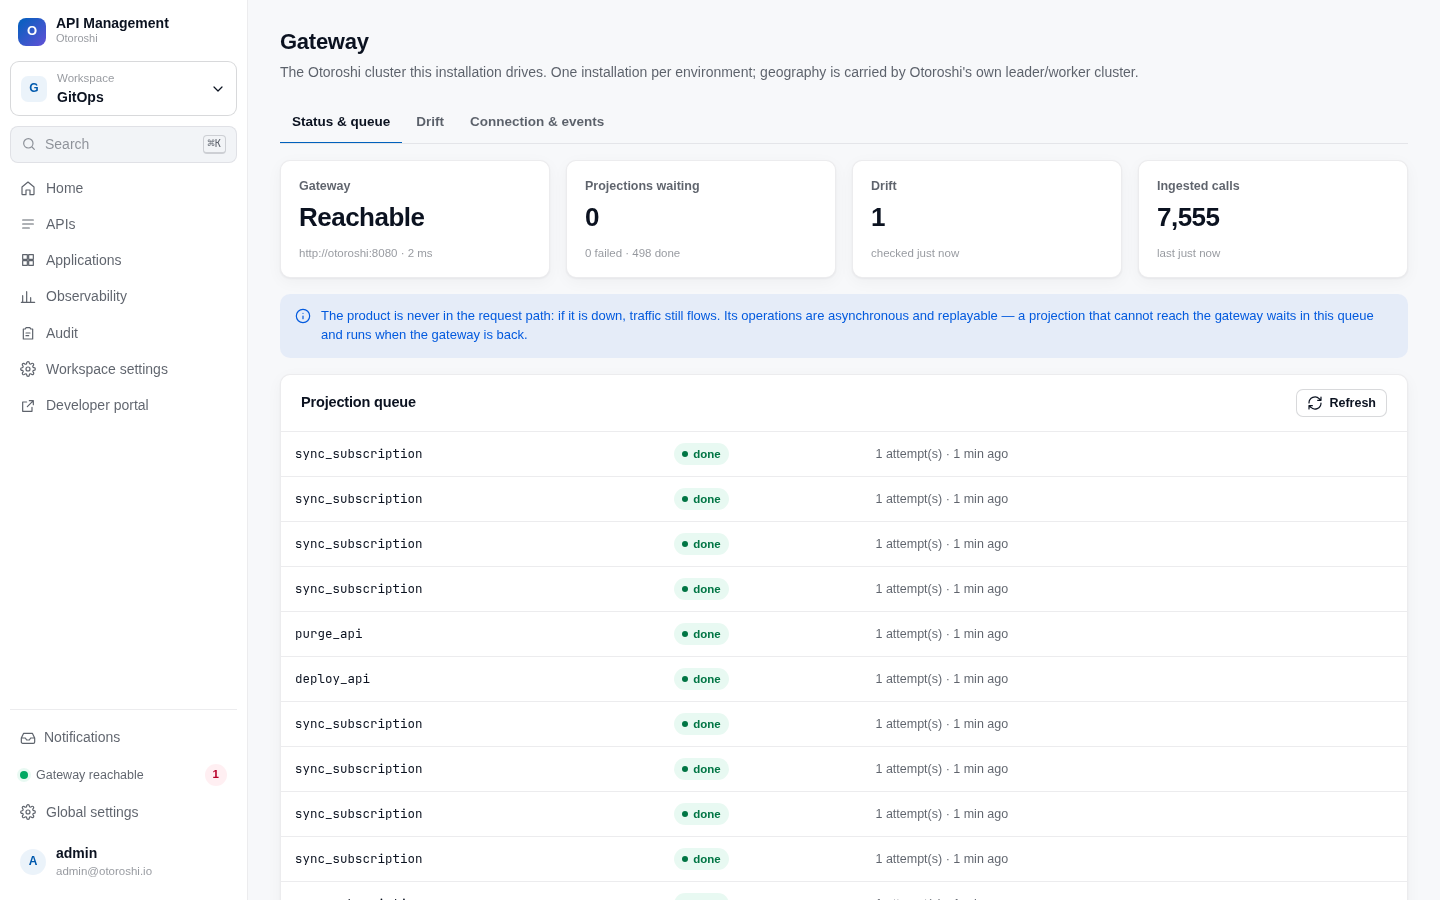 O
API Management
Otoroshi
G
Workspace
GitOps
Search
⌘K
Home
APIs
Applications
Observability
Audit
Workspace settings
Developer portal
Notifications
Gateway reachable
1
Global settings
A
admin
admin@otoroshi.io
Gateway
The Otoroshi cluster this installation drives. One installation per environment; geography is carried by Otoroshi's own leader/worker cluster.
Status & queue
Drift
Connection & events
Gateway
Reachable
http://otoroshi:8080 · 2 ms
Projections waiting
0
0 failed · 498 done
Drift
1
checked just now
Ingested calls
7,555
last just now
The product is never in the request path: if it is down, traffic still flows. Its operations are asynchronous and replayable — a projection that cannot reach the gateway waits in this queue
and runs when the gateway is back.
Projection queue
Refresh
sync_subscription done 1 attempt(s) · 1 min ago
sync_subscription done 1 attempt(s) · 1 min ago
sync_subscription done 1 attempt(s) · 1 min ago
sync_subscription done 1 attempt(s) · 1 min ago
purge_api done 1 attempt(s) · 1 min ago
deploy_api done 1 attempt(s) · 1 min ago
sync_subscription done 1 attempt(s) · 1 min ago
sync_subscription done 1 attempt(s) · 1 min ago
sync_subscription done 1 attempt(s) · 1 min ago
sync_subscription done 1 attempt(s) · 1 min ago